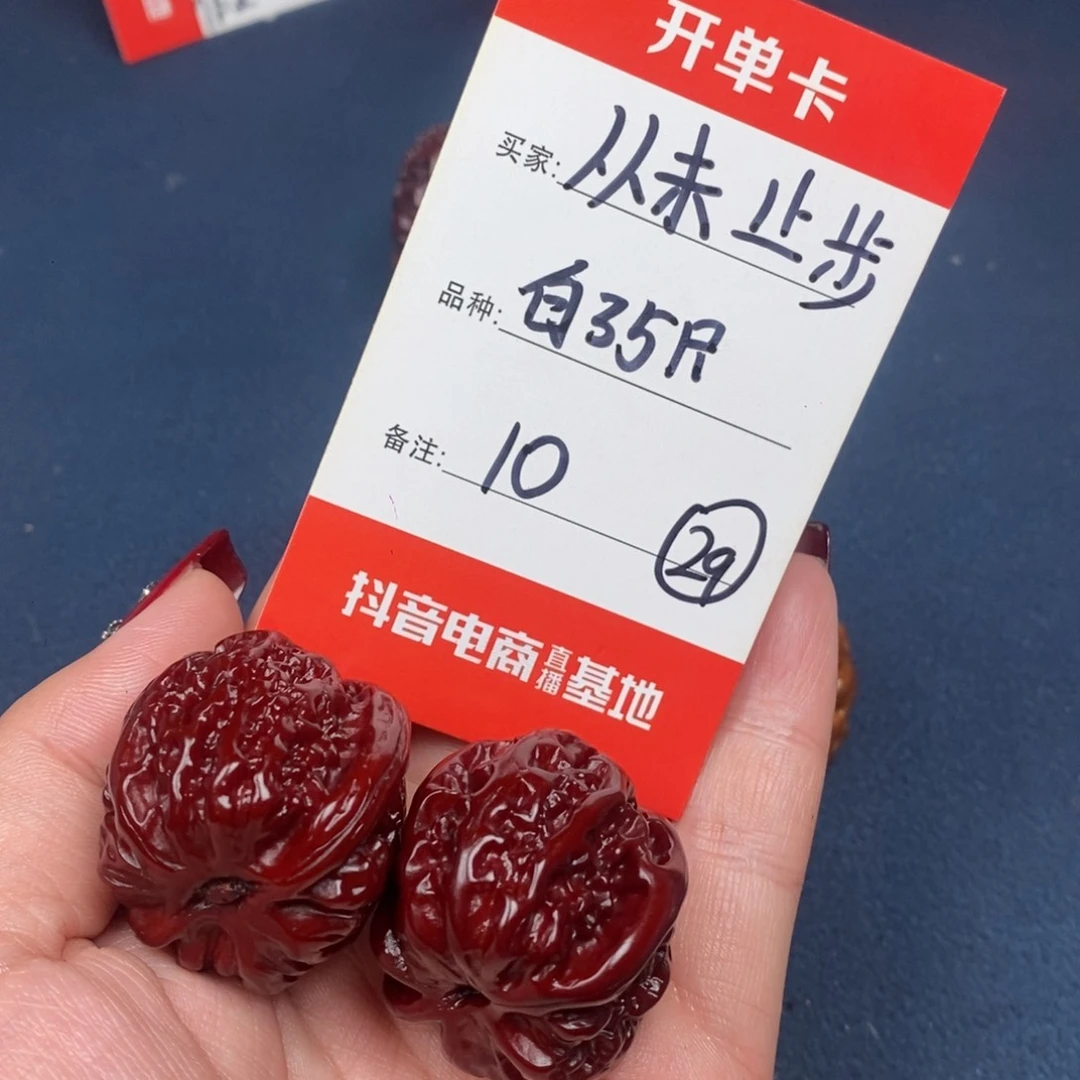 开单卡
买家: 从未止步
品种: 白35尺
备注: 10
29
抖音电商直播基地